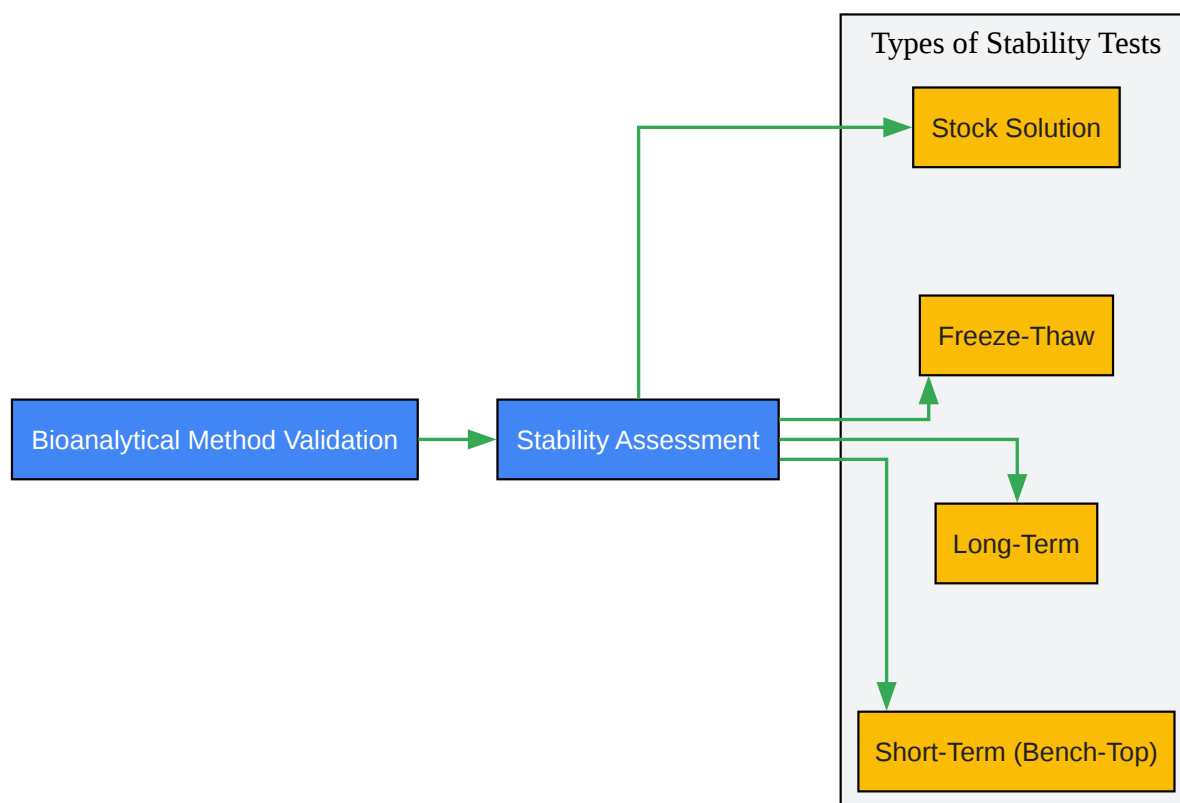 Types of Stability Tests
Stock Solution
Freeze-Thaw
Bioanalytical Method Validation
Stability Assessment
Long-Term
Short-Term (Bench-Top)